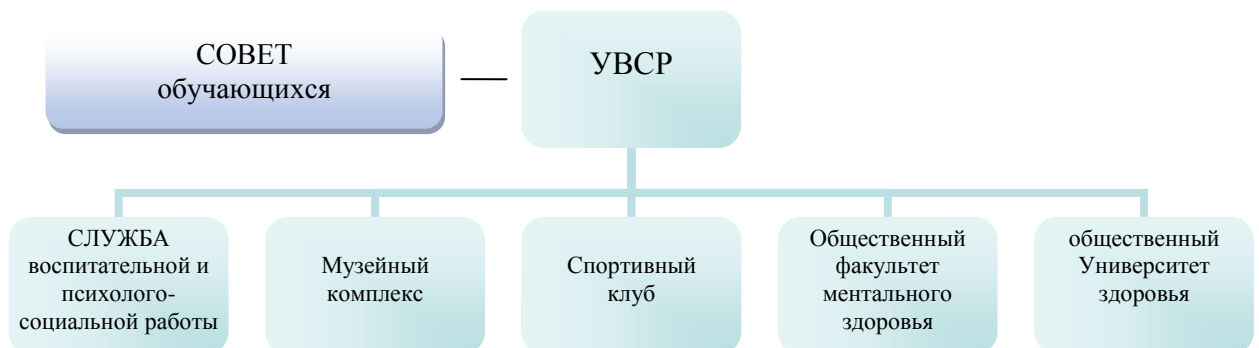 СОВЕТ
обучающихся
УВСР
СЛУЖБА
воспитательной и
психолого-
социальной работы
Музейный
комплекс
Спортивный
клуб
Общественный
факультет
ментального
здоровья
общественный
Университет
здоровья